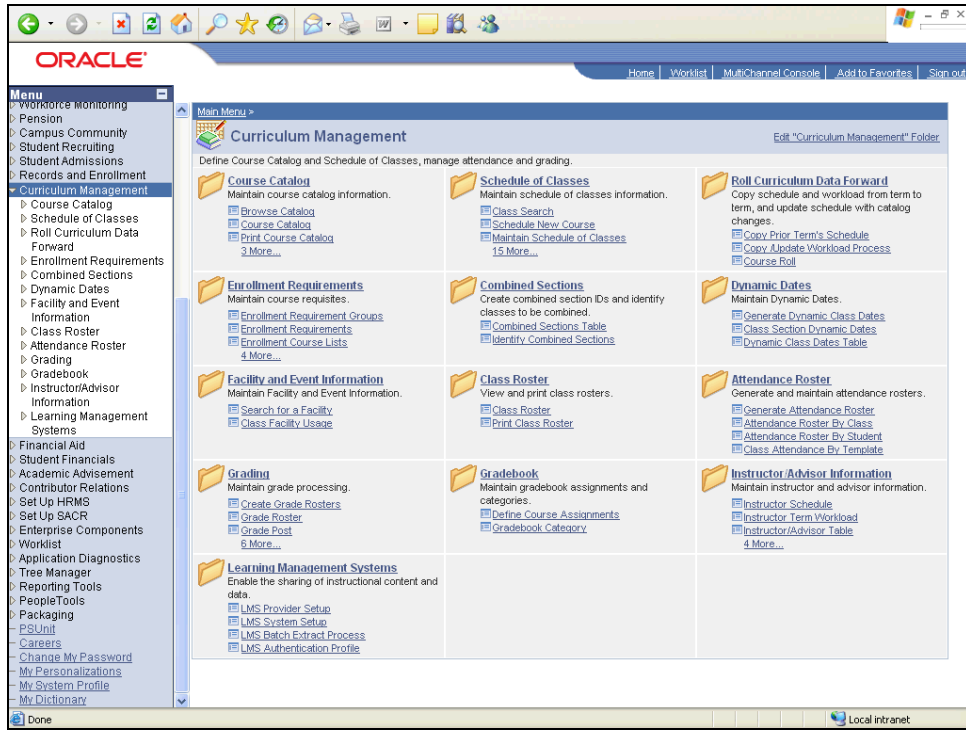 ORACLE
Home | Worklist | MultiChannel Console | Add to Favorites | Sign out
Menu
Workforce Monitoring
Pension
Campus Community
Student Recruiting
Student Admissions
Records and Enrollment
Curriculum Management
Course Catalog
Schedule of Classes
Roll Curriculum Data
Forward
Enrollment Requirements
Combined Sections
Dynamic Dates
Facility and Event
Information
Class Roster
Attendance Roster
Grading
Gradebook
Instructor/Advisor
Information
Learning Management
Systems
Financial Aid
Student Financials
Academic Advisement
Contributor Relations
Set Up HRMS
Set Up SACR
Enterprise Components
Worklist
Application Diagnostics
Tree Manager
Reporting Tools
PeopleTools
Packaging
PSUnit
Careers
Change My Password
My Personalizations
My System Profile
My Dictionary
Main Menu >
Curriculum Management
Edit "Curriculum Management" Folder
Define Course Catalog and Schedule of Classes, manage attendance and grading.
Course Catalog
Maintain course catalog information.
Browse Catalog
Course Catalog
Print Course Catalog
3 More...
Schedule of Classes
Maintain schedule of classes information.
Class Search
Schedule New Course
Maintain Schedule of Classes
15 More...
Roll Curriculum Data Forward
Copy schedule and workload from term to
term, and update schedule with catalog
changes.
Copy Prior Term's Schedule
Copy /Update Workload Process
Course Roll
Enrollment Requirements
Maintain course requisites.
Enrollment Requirement Groups
Enrollment Requirements
Enrollment Course Lists
4 More...
Combined Sections
Create combined section IDs and identify
classes to be combined.
Combined Sections Table
Identify Combined Sections
Dynamic Dates
Maintain Dynamic Dates.
Generate Dynamic Class Dates
Class Section Dynamic Dates
Dynamic Class Dates Table
Facility and Event Information
Maintain Facility and Event Information.
Search for a Facility
Class Facility Usage
Class Roster
View and print class rosters.
Class Roster
Print Class Roster
Attendance Roster
Generate and maintain attendance rosters.
Generate Attendance Roster
Attendance Roster By Class
Attendance Roster By Student
Class Attendance By Template
Grading
Maintain grade processing.
Create Grade Rosters
Grade Roster
Grade Post
6 More...
Gradebook
Maintain gradebook assignments and
categories.
Define Course Assignments
Gradebook Category
Instructor/Advisor Information
Maintain instructor and advisor information.
Instructor Schedule
Instructor Term Workload
Instructor/Advisor Table
4 More...
Learning Management Systems
Enable the sharing of instructional content and
data.
LMS Provider Setup
LMS System Setup
LMS Batch Extract Process
LMS Authentication Profile
Done
Local intranet